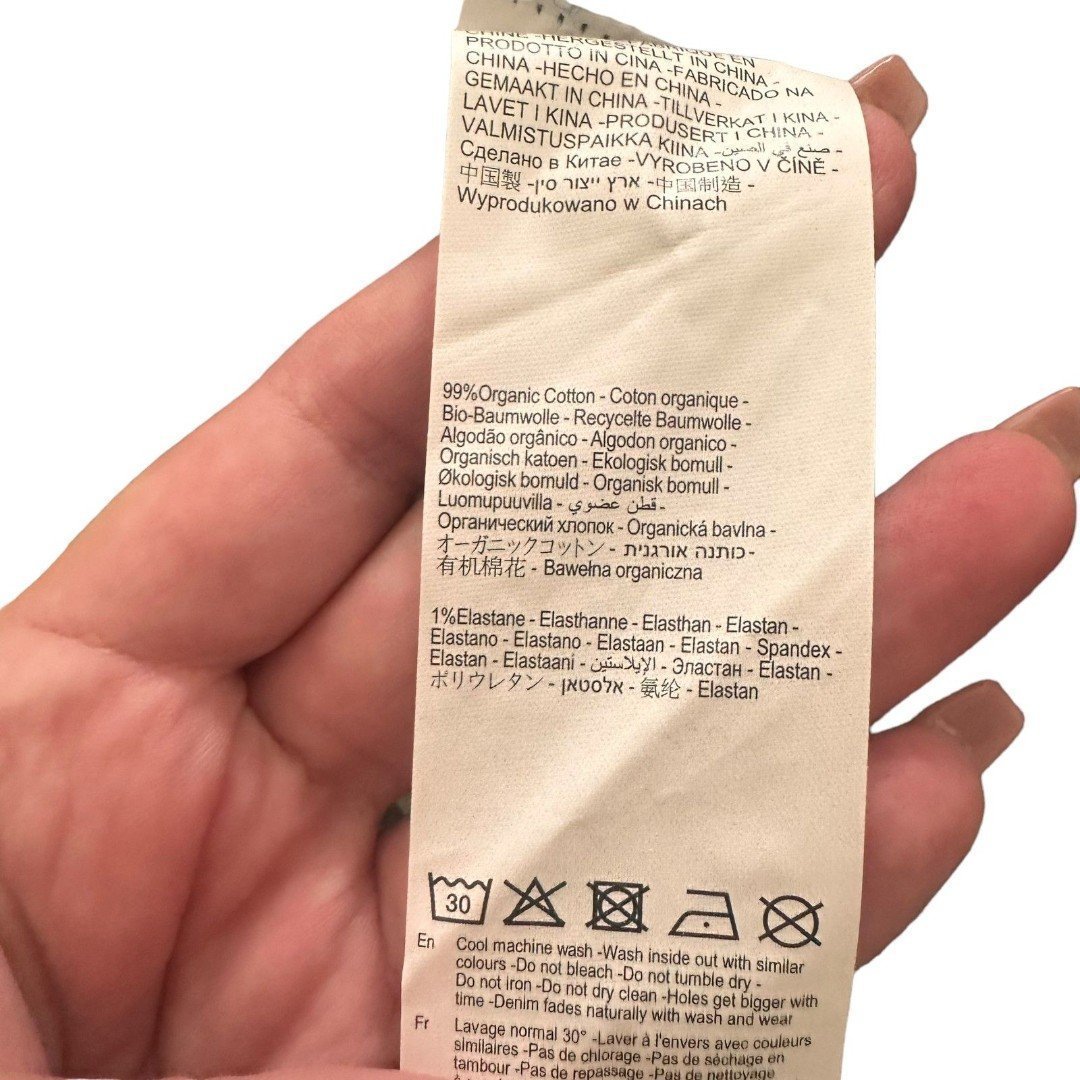 CHINE -HERGESTELLT IN CHINA -
PRODOTTO IN CINA -FABRICADO NA
CHINA -HECHO EN CHINA -
GEMAAKT IN CHINA -TILLVERKAT I KINA -
LAVET I KINA -PRODUSERT I CHINA -
VALMISTUSPAIKKA KIINA -صنع في الصين -
Сделано в Китае -VYROBENO V ČÍNĚ -
中国製 -ארץ ייצור סין -中国制造 -
Wyprodukowano w Chinach
99%Organic Cotton - Coton organique -
Bio-Baumwolle - Recycelte Baumwolle -
Algodão orgânico - Algodon organico -
Organisch katoen - Ekologisk bomull -
Økologisk bomuld - Organisk bomull -
Luomupuuvilla - قطن عضوي -
Органический хлопок - Organická bavlna -
オーガニックコットン - כותנה אורגנית -
有机棉花 - Bawełna organiczna
1%Elastane - Elasthanne - Elasthan - Elastan -
Elastano - Elastano - Elastaan - Elastan - Spandex -
Elastan - Elastaani - الإيلاستين - Эластан - Elastan -
ポリウレタン - אלסטאן - 氨纶 - Elastan
30
En Cool machine wash -Wash inside out with similar
colours -Do not bleach -Do not tumble dry -
Do not iron -Do not dry clean -Holes get bigger with
time -Denim fades naturally with wash and wear
Fr Lavage normal 30° -Laver à l'envers avec couleurs
similaires -Pas de chlorage -Pas de séchage en
tambour -Pas de repassage -Pas de nettoyage